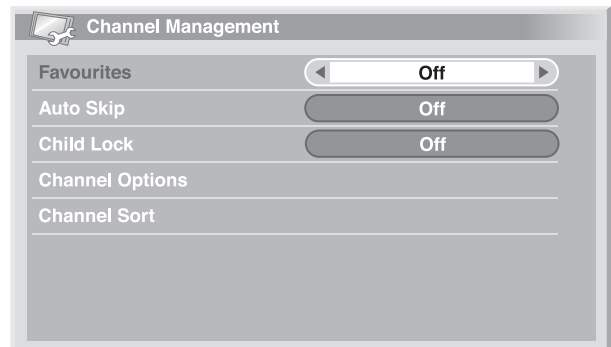 Channel Management
Favourites Off
Auto Skip Off
Child Lock Off
Channel Options
Channel Sort